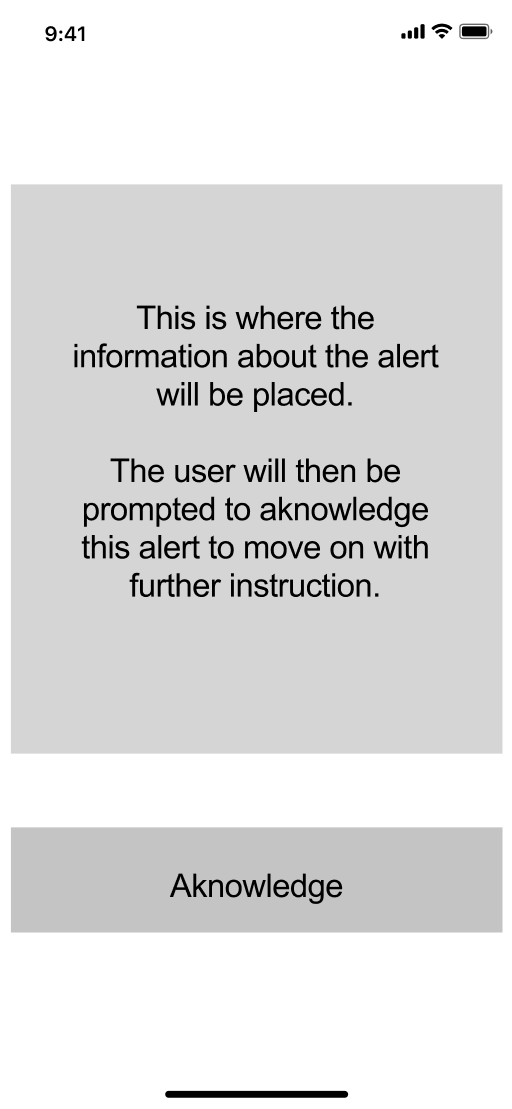 9:41
This is where the
information about the alert
will be placed.
The user will then be
prompted to aknowledge
this alert to move on with
further instruction.
Aknowledge